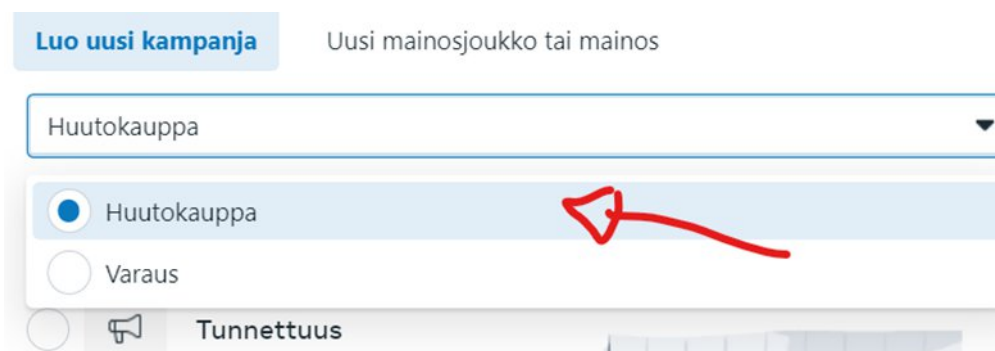 Luo uusi kampanja Uusi mainosjoukko tai mainos
Huutokauppa
Huutokauppa
Varaus
Tunnettuus